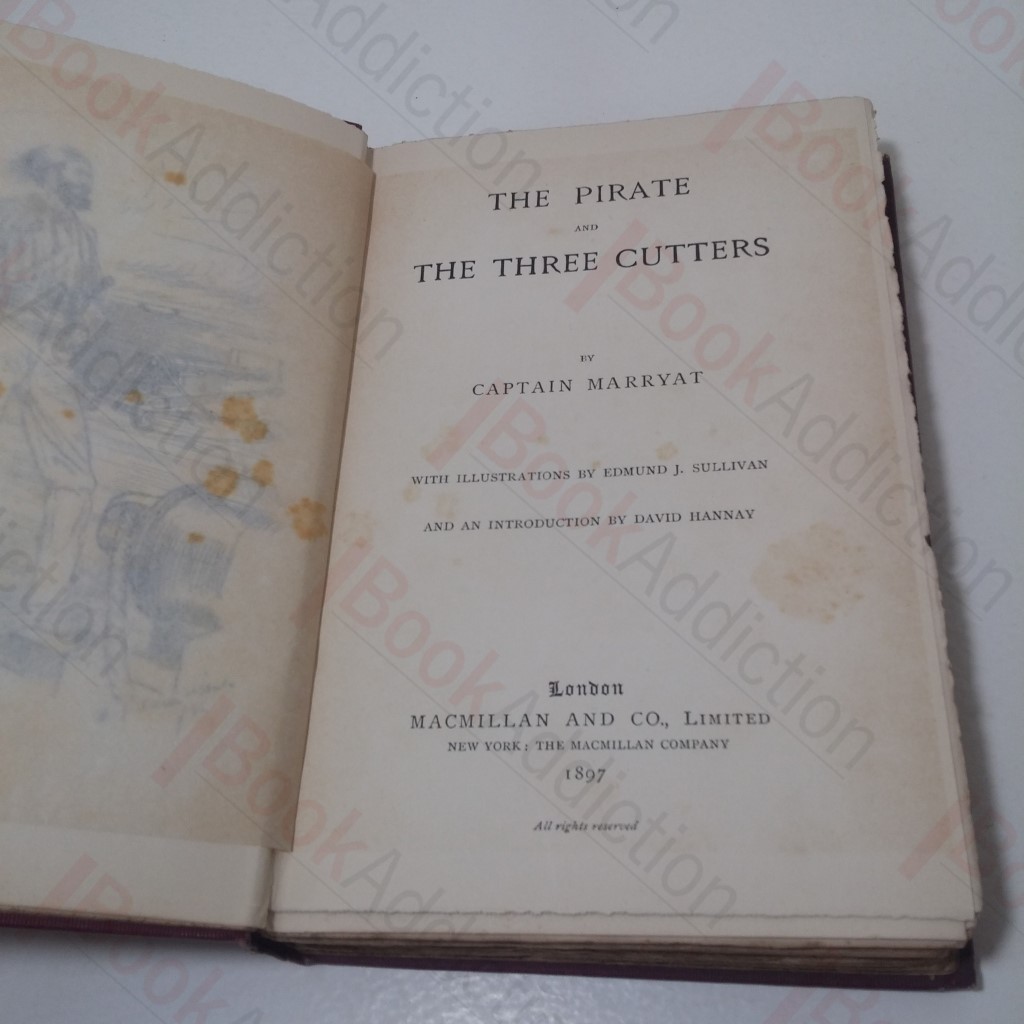 THE PIRATE
AND
THE THREE CUTTERS
BY
CAPTAIN MARRYAT
WITH ILLUSTRATIONS BY EDMUND J. SULLIVAN
AND AN INTRODUCTION BY DAVID HANNAY
London
MACMILLAN AND CO., LIMITED
NEW YORK: THE MACMILLAN COMPANY
1897
All rights reserved
BookAddiction